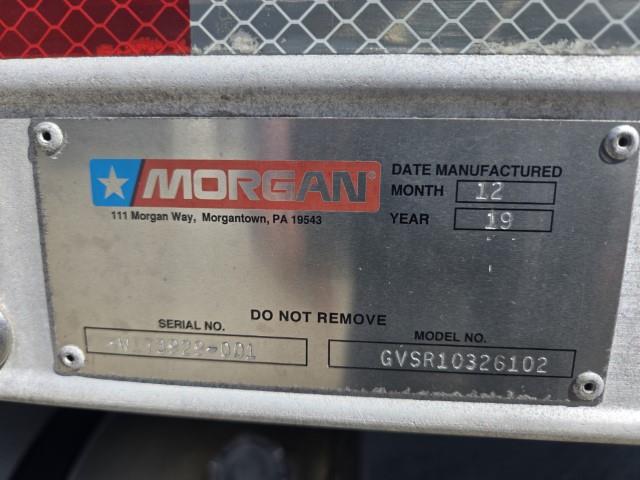 MORGAN®
111 Morgan Way, Morgantown, PA 19543
DATE MANUFACTURED
MONTH 12
YEAR 19
DO NOT REMOVE
SERIAL NO.
MODEL NO.
GVSR10326102